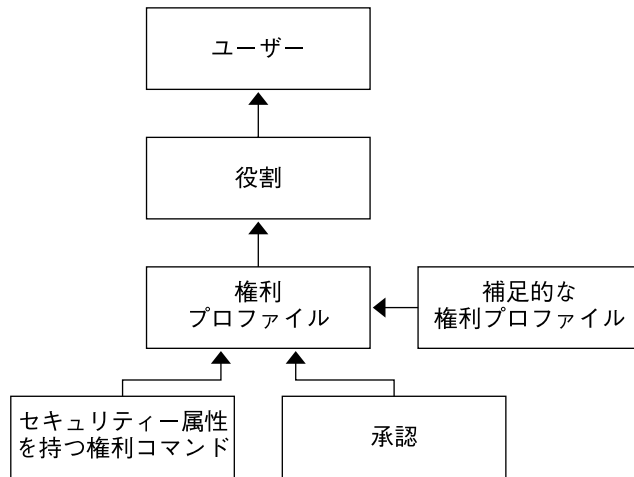 ユーザー
役割
権利
プロファイル
補足的な
権利プロファイル
セキュリティー属性
を持つ権利コマンド
承認